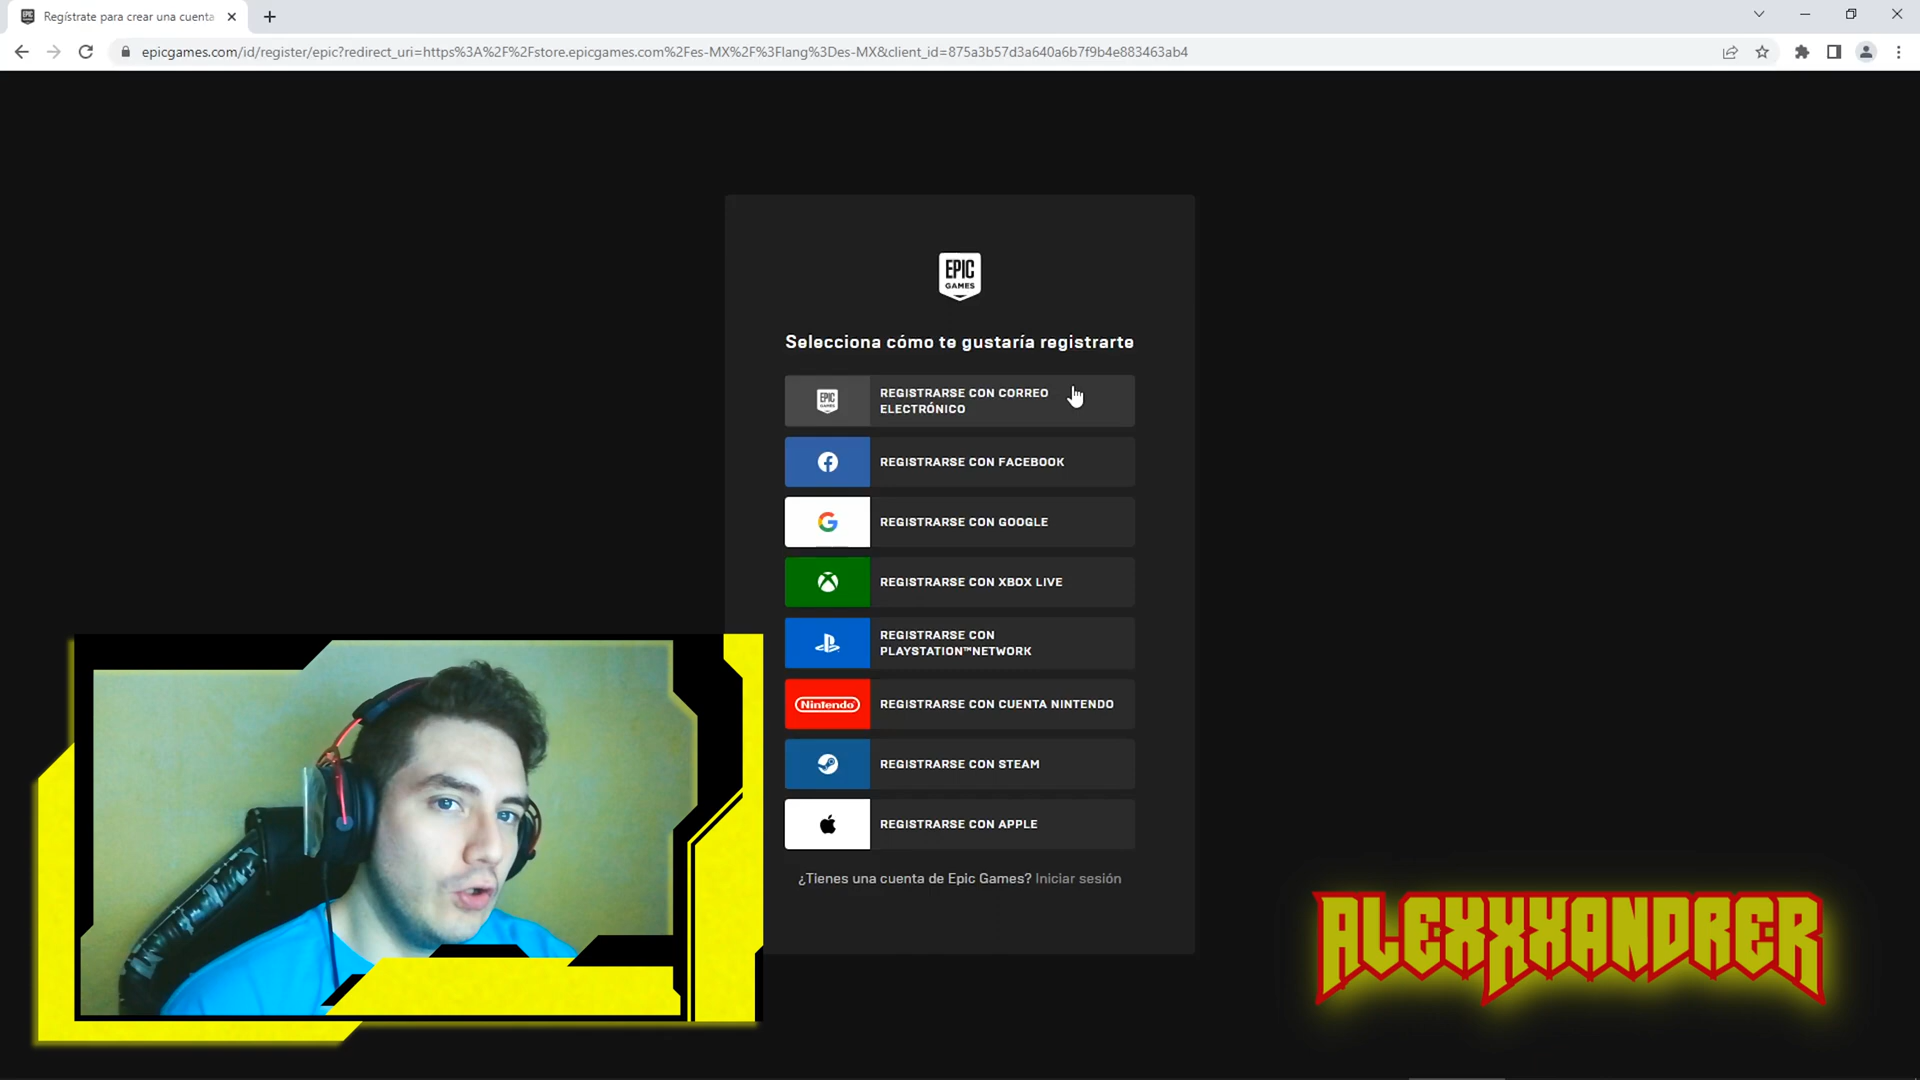 Regístrate para crear una cuenta
epicgames.com/id/register/epic?redirect_uri=https%3A%2F%2Fstore.epicgames.com%2Fes-MX%2F%3Flang%3Des-MX&client_id=875a3b57d3a640a6b7f9b4e883463ab4
EPIC
GAMES
Selecciona cómo te gustaría registrarte
EPIC
GAMES
REGISTRARSE CON CORREO
ELECTRÓNICO
REGISTRARSE CON FACEBOOK
REGISTRARSE CON GOOGLE
REGISTRARSE CON XBOX LIVE
REGISTRARSE CON
PLAYSTATION™NETWORK
Nintendo
REGISTRARSE CON CUENTA NINTENDO
REGISTRARSE CON STEAM
REGISTRARSE CON APPLE
¿Tienes una cuenta de Epic Games? Iniciar sesión
ALEXXXANDRER